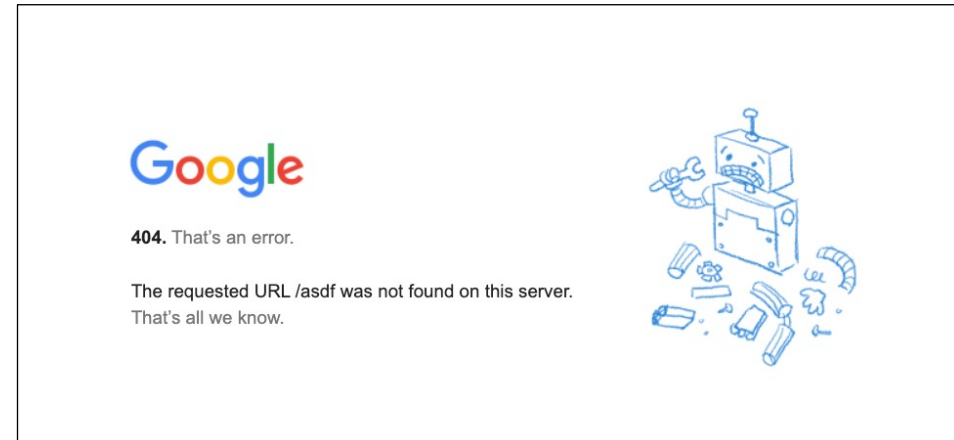 Google
404. That’s an error.
The requested URL /asdf was not found on this server.
That’s all we know.